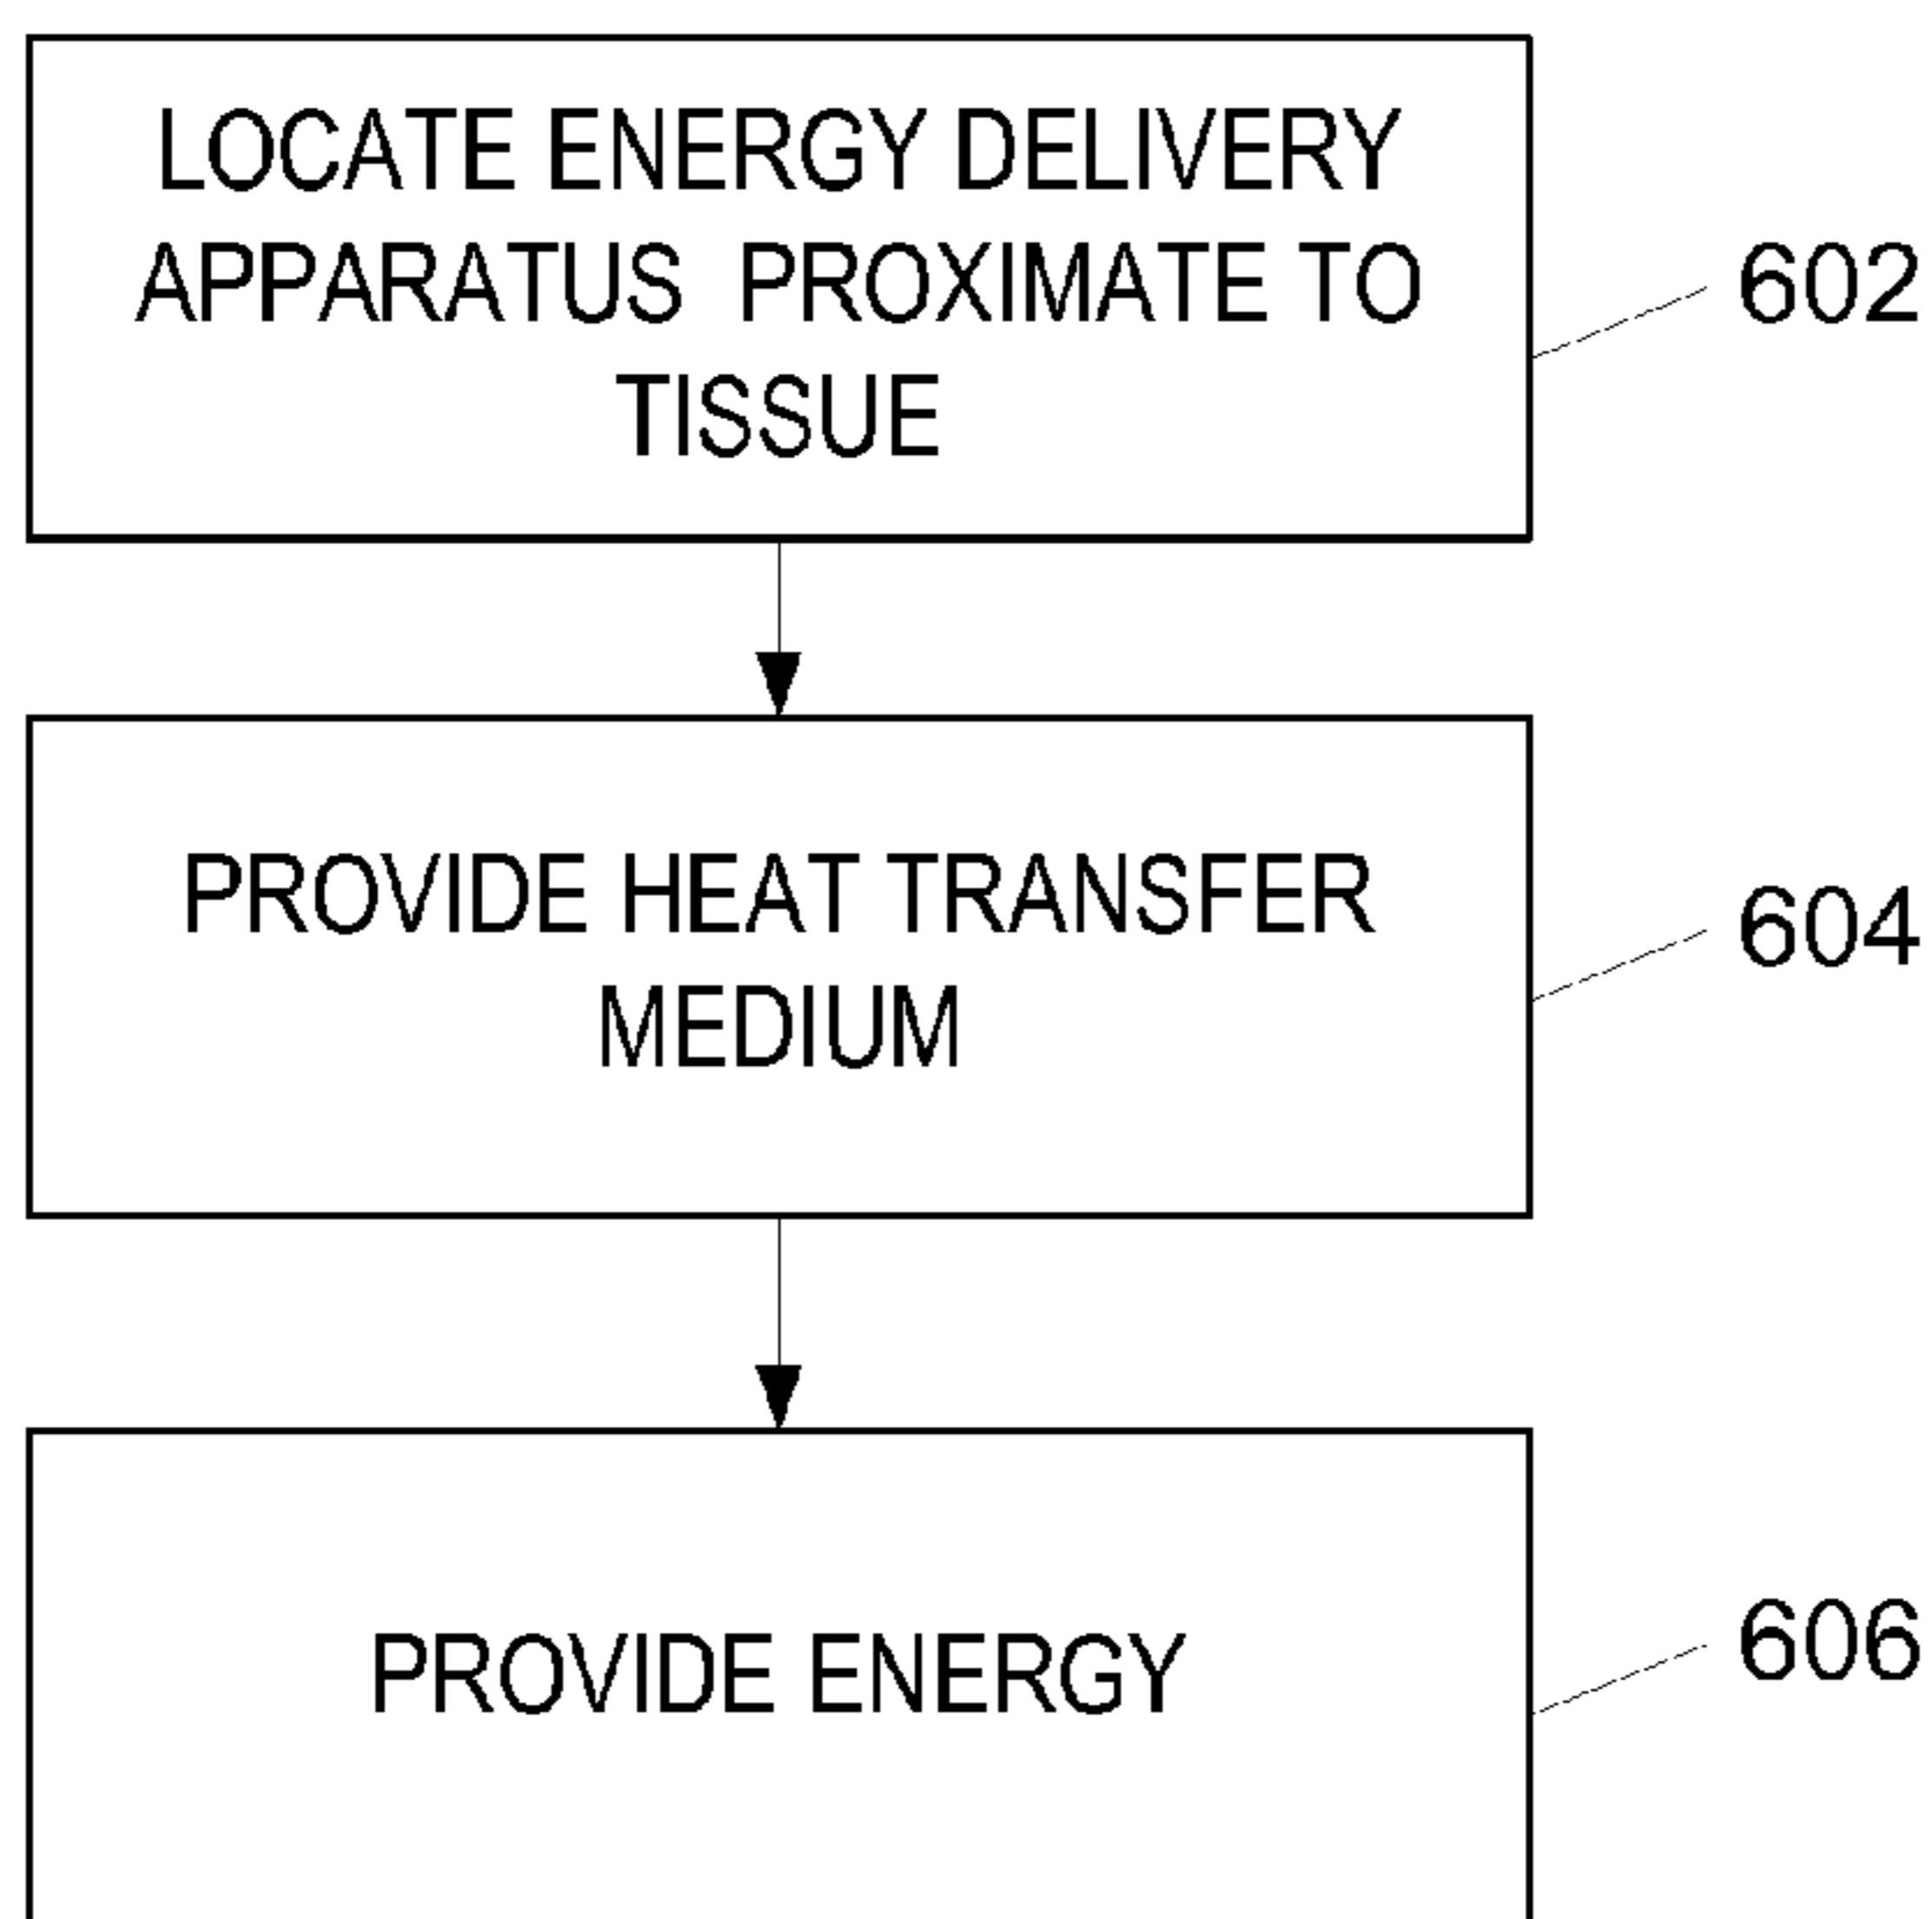 LOCATE ENERGY DELIVERY
APPARATUS PROXIMATE TO
TISSUE
602
PROVIDE HEAT TRANSFER
MEDIUM
604
PROVIDE ENERGY
606